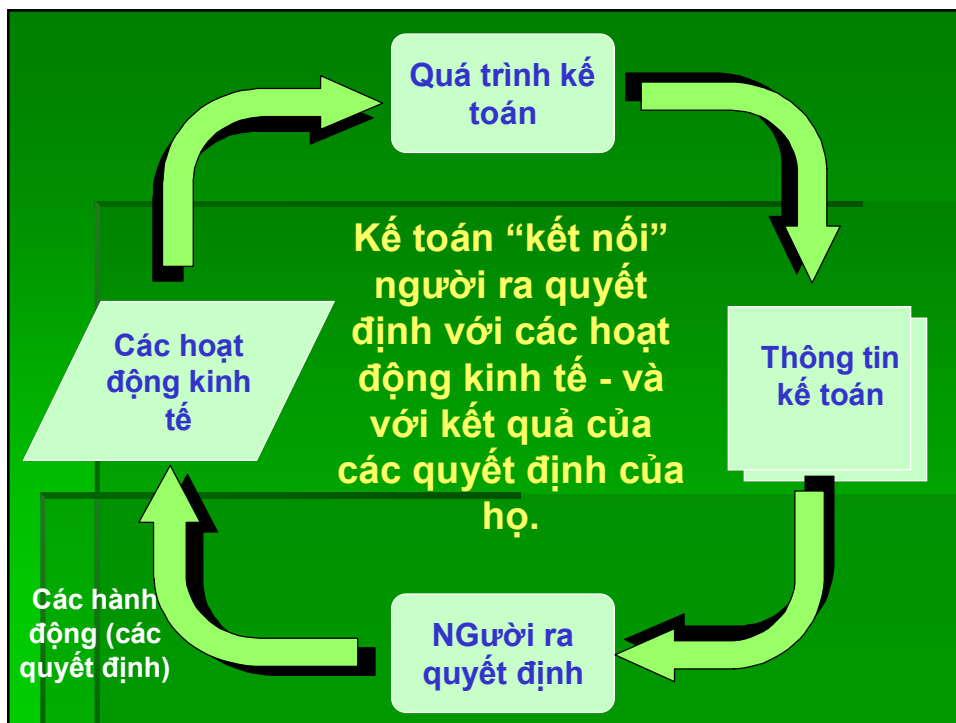 Quá trình kế
toán
Kế toán “kết nối”
người ra quyết
định với các hoạt
động kinh tế - và
với kết quả của
các quyết định của
họ.
Các hoạt
động kinh
tế
Thông tin
kế toán
Các hành
động (các
quyết định)
NGười ra
quyết định